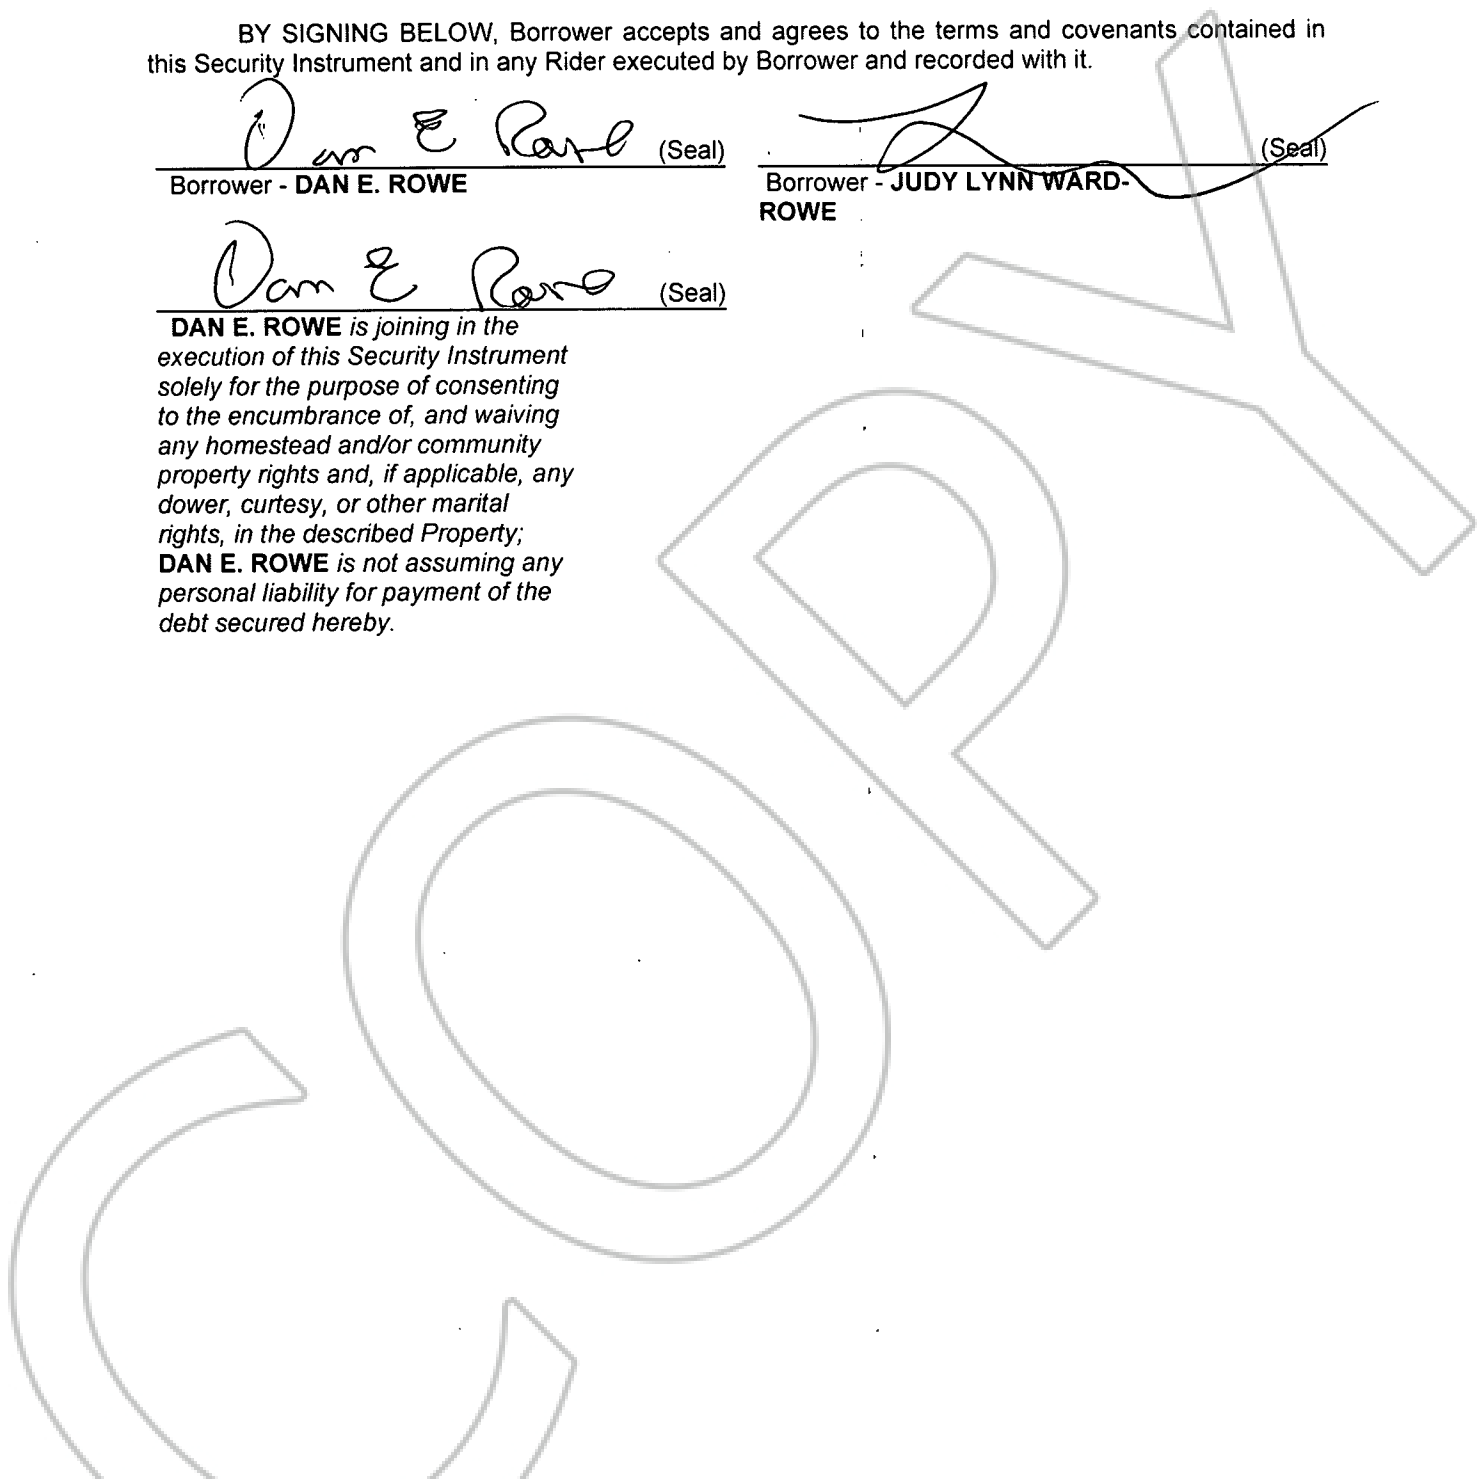 BY SIGNING BELOW, Borrower accepts and agrees to the terms and covenants contained in
this Security Instrument and in any Rider executed by Borrower and recorded with it.
Dan E Rowe (Seal)
(Seal)
Borrower - DAN E. ROWE
Borrower - JUDY LYNN WARD-
ROWE
Dan E Rowe (Seal)
DAN E. ROWE is joining in the
execution of this Security Instrument
solely for the purpose of consenting
to the encumbrance of, and waiving
any homestead and/or community
property rights and, if applicable, any
dower, curtesy, or other marital
rights, in the described Property;
DAN E. ROWE is not assuming any
personal liability for payment of the
debt secured hereby.
COPY